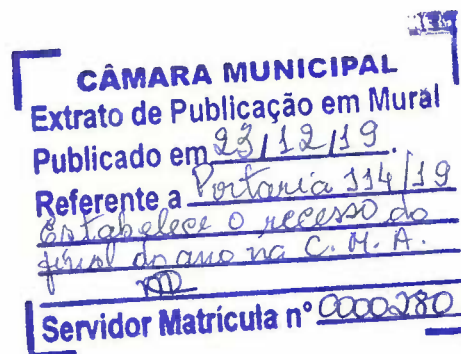 CÂMARA MUNICIPAL
Extrato de Publicação em Mural
Publicado em 23/12/19.
Referente a Portaria 114/19
Estabelece o recesso do
final do ano na C. M. A.
Servidor Matrícula nº 0000280